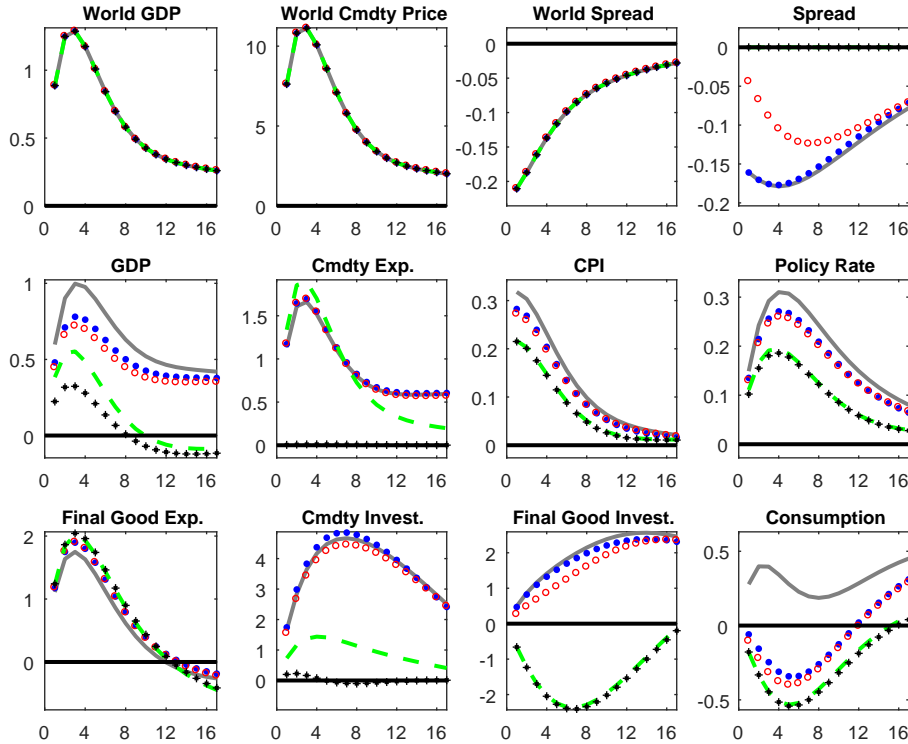 World GDP
World Cmdty Price
World Spread
Spread
1
0.5
0
0 4 8 12 16
10
5
0
0 4 8 12 16
0
-0.05
-0.1
-0.15
-0.2
0 4 8 12 16
0
-0.05
-0.1
-0.15
-0.2
0 4 8 12 16
GDP
Cmdty Exp.
CPI
Policy Rate
1
0.5
0
0 4 8 12 16
1.5
1
0.5
0
0 4 8 12 16
0.3
0.2
0.1
0
0 4 8 12 16
0.3
0.2
0.1
0
0 4 8 12 16
Final Good Exp.
Cmdty Invest.
Final Good Invest.
Consumption
2
1
0
0 4 8 12 16
4
3
2
1
0
0 4 8 12 16
2
1
0
-1
-2
0 4 8 12 16
0.5
0
-0.5
0 4 8 12 16